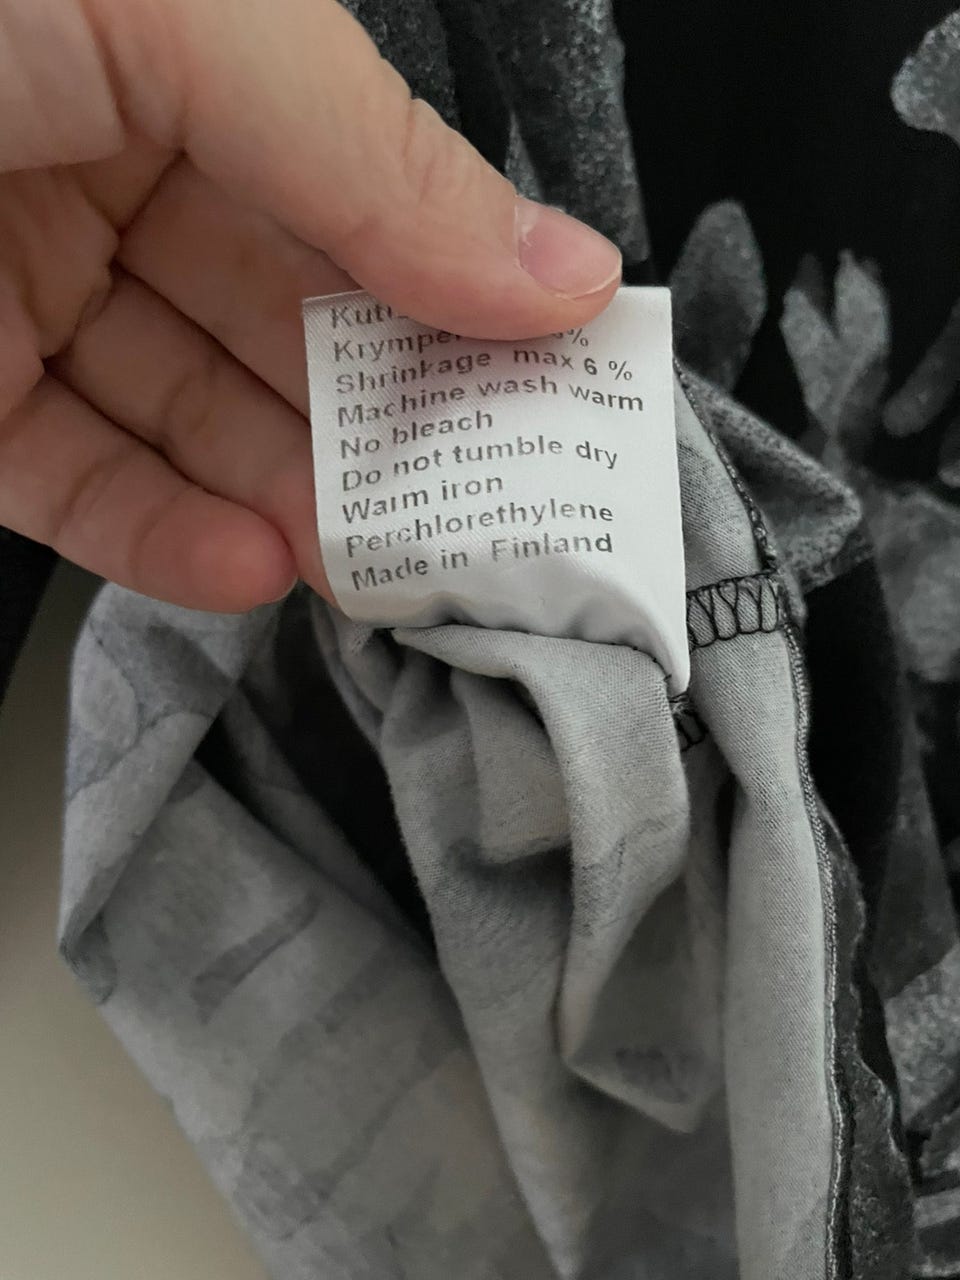 %
Shrinkage max 6 %
Machine wash warm
No bleach
Do not tumble dry
Warm iron
Perchlorethylene
Made in Finland